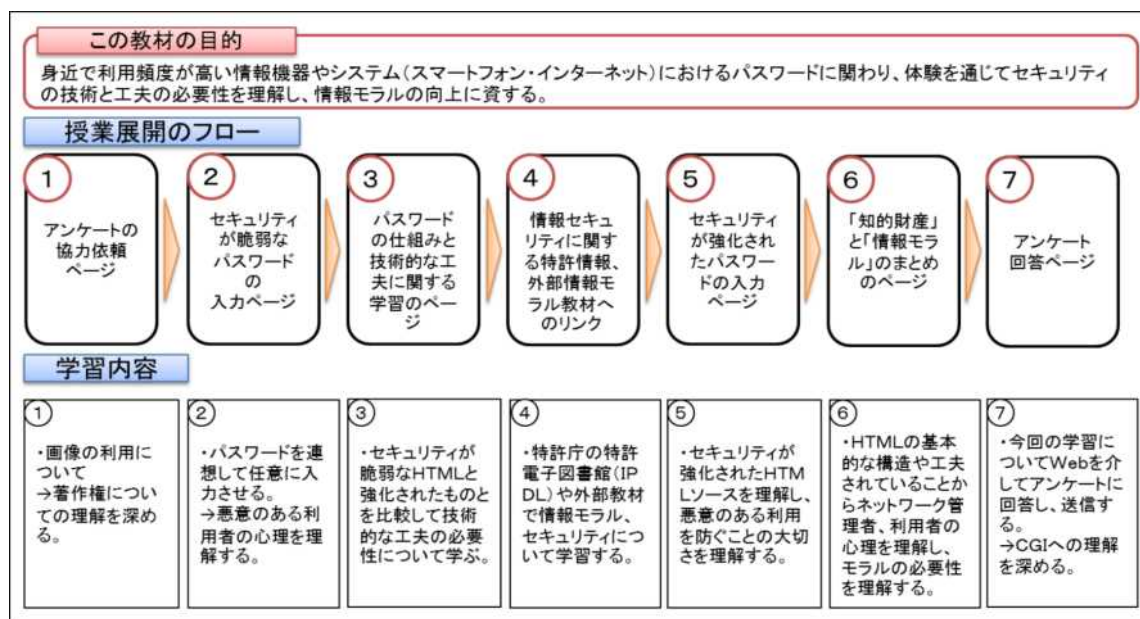 この教材の目的
身近で利用頻度が高い情報機器やシステム(スマートフォン・インターネット)におけるパスワードに関わり、体験を通じてセキュリティ
の技術と工夫の必要性を理解し、情報モラルの向上に資する。
授業展開のフロー
1
アンケートの
協力依頼
ページ
2
セキュリティ
が脆弱な
パスワード
の
入力ページ
3
パスワード
の仕組みと
技術的な工
夫に関する
学習のペー
ジ
4
情報セキュ
リティに関す
る特許情報、
外部情報モ
ラル教材へ
のリンク
5
セキュリティ
が強化され
たパスワー
ドの入力
ページ
6
「知的財産」
と「情報モラ
ル」のまとめ
のページ
7
アンケート
回答ページ
学習内容
①
・画像の利用に
ついて
→著作権につい
ての理解を深め
る。
②
・パスワードを連
想して任意に入
力させる。
→悪意のある利
用者の心理を理
解する。
③
・セキュリティが
脆弱なHTMLと
強化されたものと
を比較して技術
的な工夫の必要
性について学ぶ。
④
・特許庁の特許
電子図書館(IP
DL)や外部教材
で情報モラル、
セキュリティにつ
いて学習する。
⑤
・セキュリティが
強化されたHTM
Lソースを理解し、
悪意のある利用
を防ぐことの大切
さを理解する。
⑥
・HTMLの基本
的な構造や工夫
されていることか
らネットワーク管
理者、利用者の
心理を理解し、
モラルの必要性
を理解する。
⑦
・今回の学習に
ついてWebを介
してアンケートに
回答し、送信す
る。
→CGIへの理解
を深める。